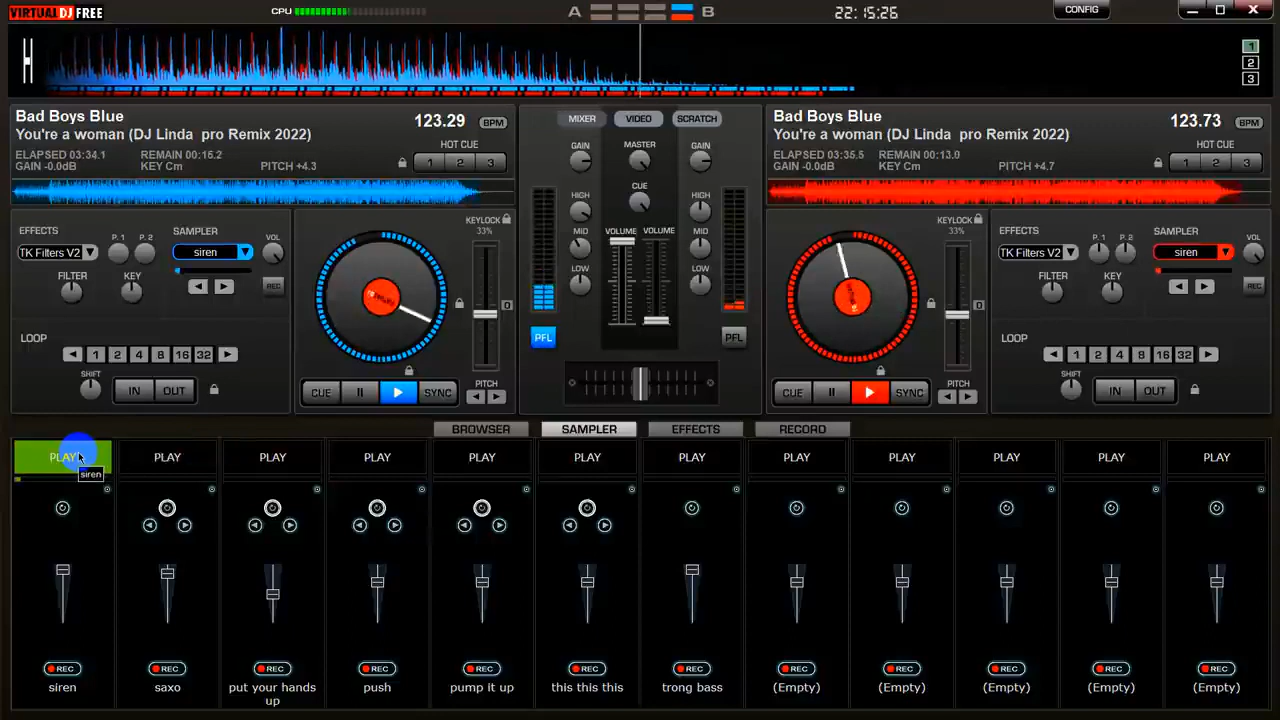 VIRTUAL DJ FREE
CPU
A B
22:15:26
CONFIG
1
2
3
Bad Boys Blue
You're a woman (DJ Linda pro Remix 2022)
123.29 BPM
ELAPSED 03:34.1 REMAIN 00:16.2
GAIN -0.0dB KEY Cm PITCH +4.3
HOT CUE
1 2 3
MIXER VIDEO SCRATCH
GAIN MASTER GAIN
CUE
HIGH HIGH
MID VOLUME VOLUME MID
LOW LOW
PFL PFL
Bad Boys Blue
You're a woman (DJ Linda pro Remix 2022)
123.73 BPM
ELAPSED 03:35.5 REMAIN 00:13.0
GAIN -0.0dB KEY Cm PITCH +4.7
HOT CUE
1 2 3
EFFECTS P. 1 P. 2 SAMPLER VOL
TK Filters V2 siren
FILTER KEY REC
LOOP
1 2 4 8 16 32
SHIFT
IN OUT
KEYLOCK
33%
0
CUE SYNC PITCH
KEYLOCK
33%
0
CUE SYNC PITCH
EFFECTS P. 1 P. 2 SAMPLER VOL
TK Filters V2 siren
FILTER KEY REC
LOOP
1 2 4 8 16 32
SHIFT
IN OUT
BROWSER SAMPLER EFFECTS RECORD
PLAY PLAY PLAY PLAY PLAY PLAY PLAY PLAY PLAY PLAY PLAY PLAY
siren
REC REC REC REC REC REC REC REC REC REC REC REC
siren saxo put your hands up push pump it up this this this trong bass (Empty) (Empty) (Empty) (Empty) (Empty)